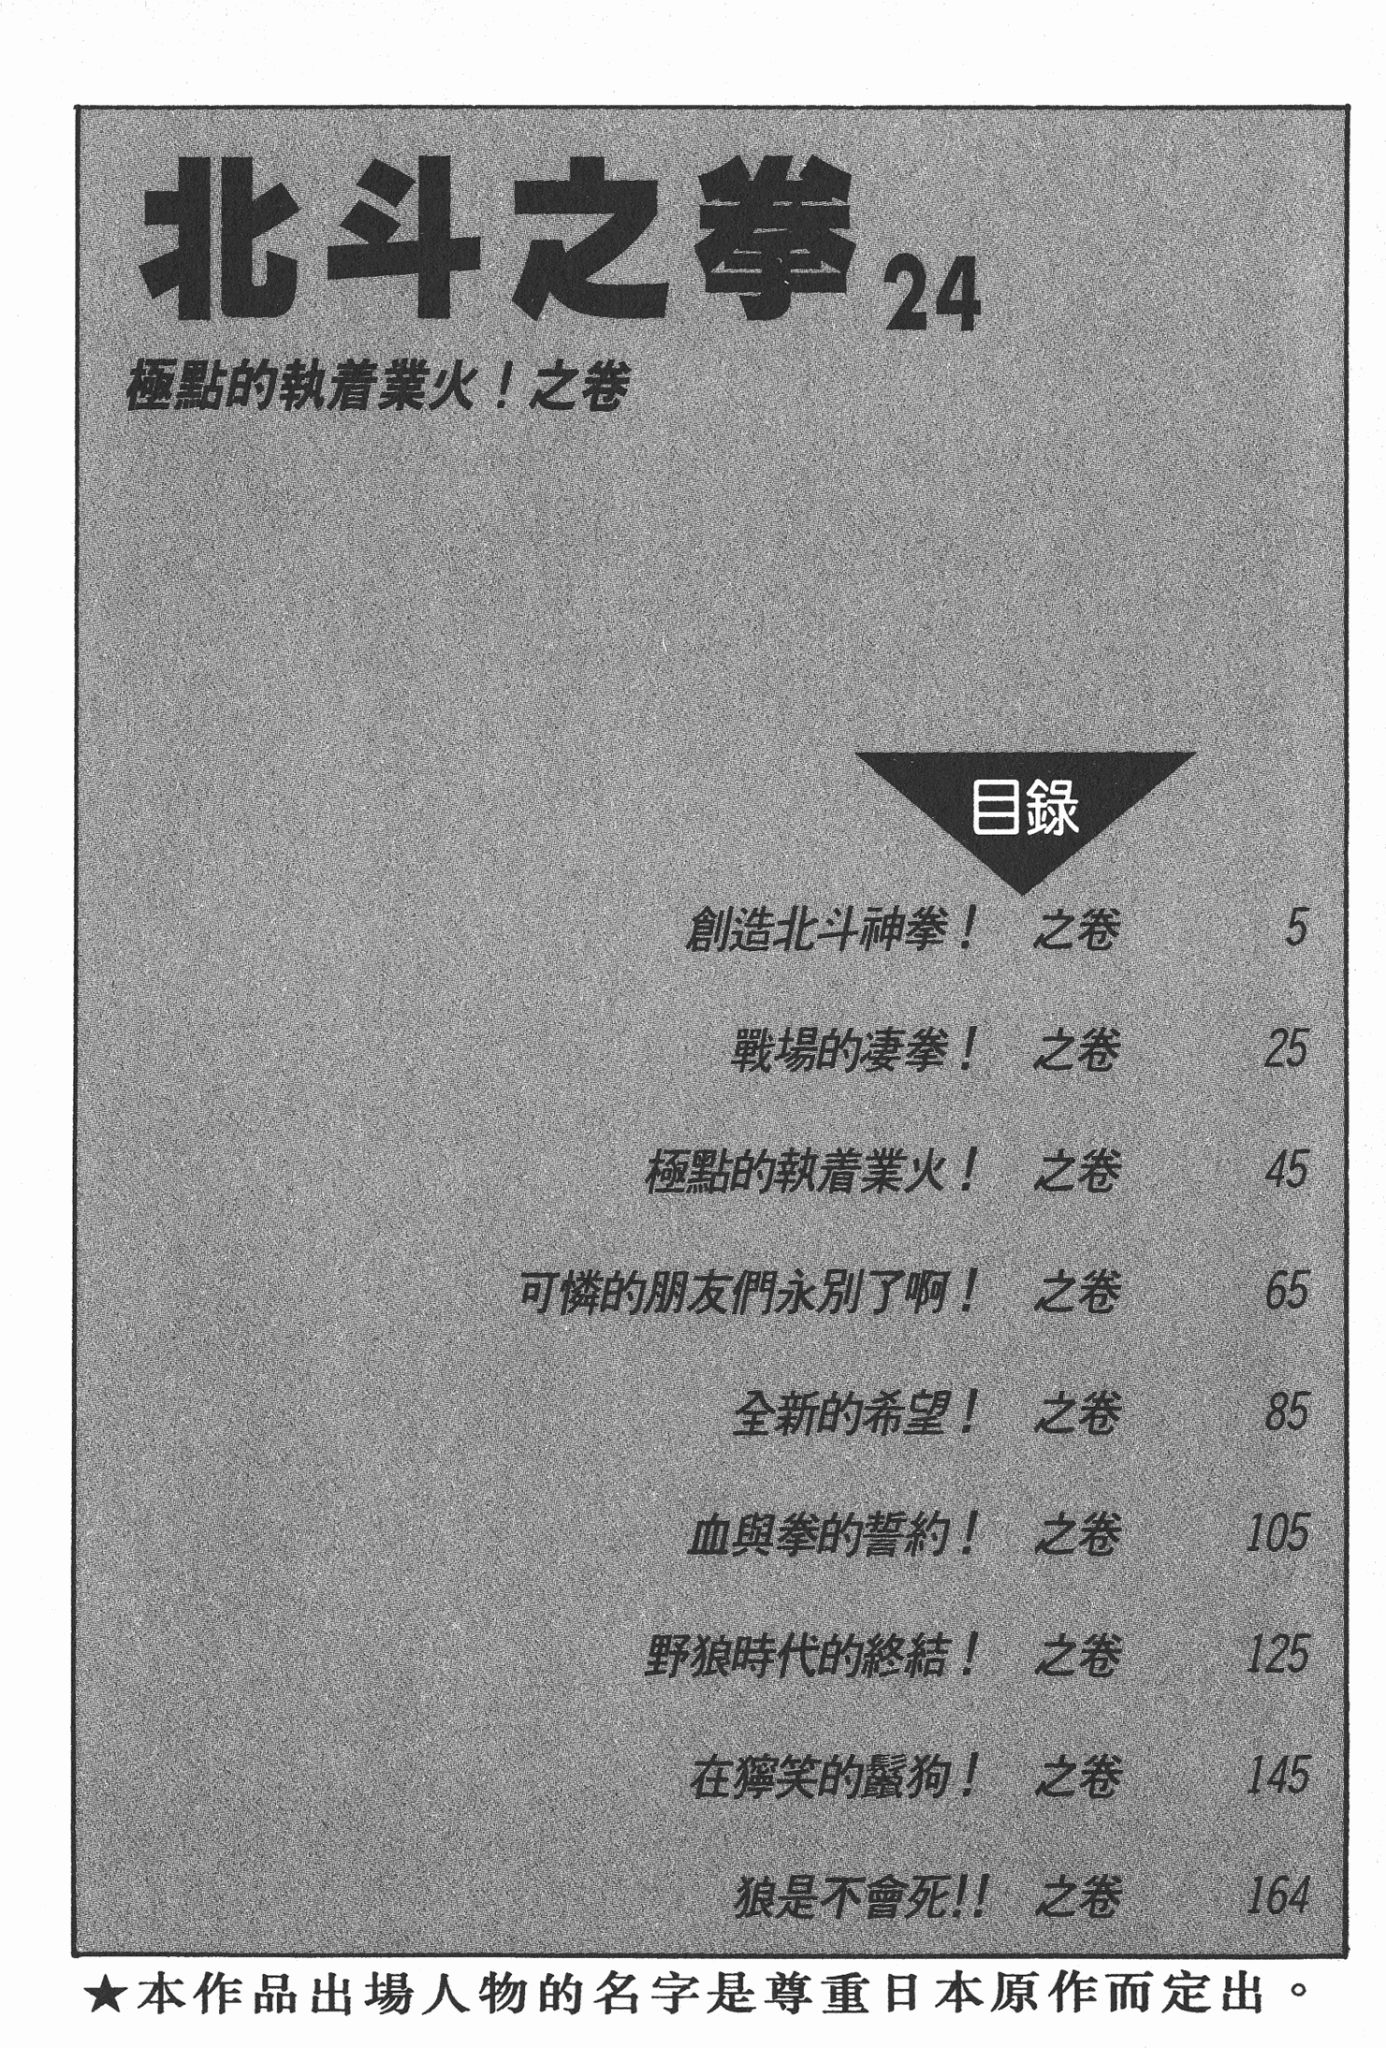 北斗之拳 24
極點的執着業火！之卷
目錄
創造北斗神拳！ 之卷 5
戰場的凄拳！ 之卷 25
極點的執着業火！ 之卷 45
可憐的朋友們永別了啊！ 之卷 65
全新的希望！ 之卷 85
血與拳的誓約！ 之卷 105
野狼時代的終結！ 之卷 125
在獰笑的鬣狗！ 之卷 145
狼是不會死!! 之卷 164
★本作品出場人物的名字是尊重日本原作而定出。